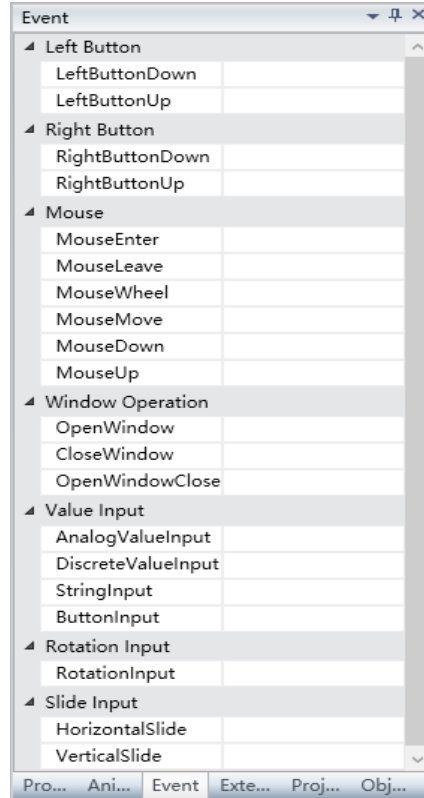 Event
Left Button
LeftButtonDown
LeftButtonUp
Right Button
RightButtonDown
RightButtonUp
Mouse
MouseEnter
MouseLeave
MouseWheel
MouseMove
MouseDown
MouseUp
Window Operation
OpenWindow
CloseWindow
OpenWindowClose
Value Input
AnalogValueInput
DiscreteValueInput
StringInput
ButtonInput
Rotation Input
RotationInput
Slide Input
HorizontalSlide
VerticalSlide
Pro... Ani... Event Exte... Proj... Obj...